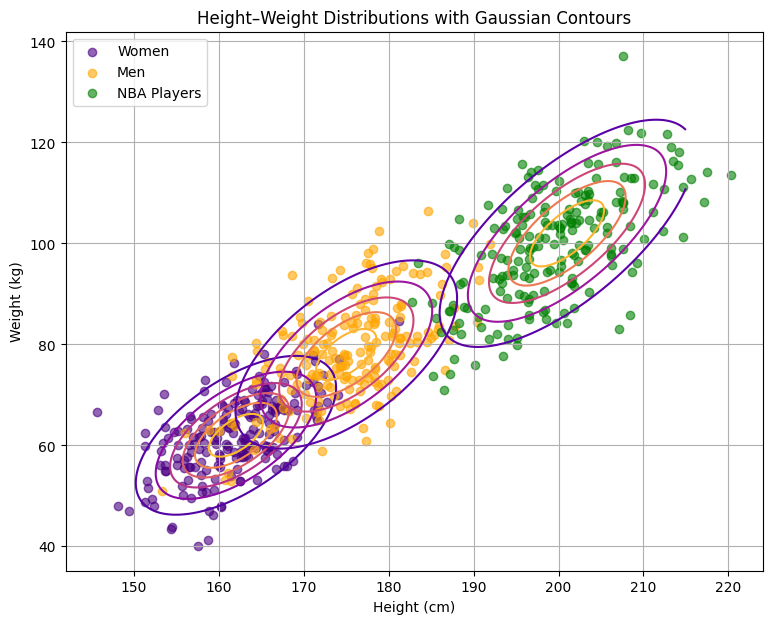 Height–Weight Distributions with Gaussian Contours
Women
Men
NBA Players
140
120
100
80
60
40
Weight (kg)
150 160 170 180 190 200 210 220
Height (cm)